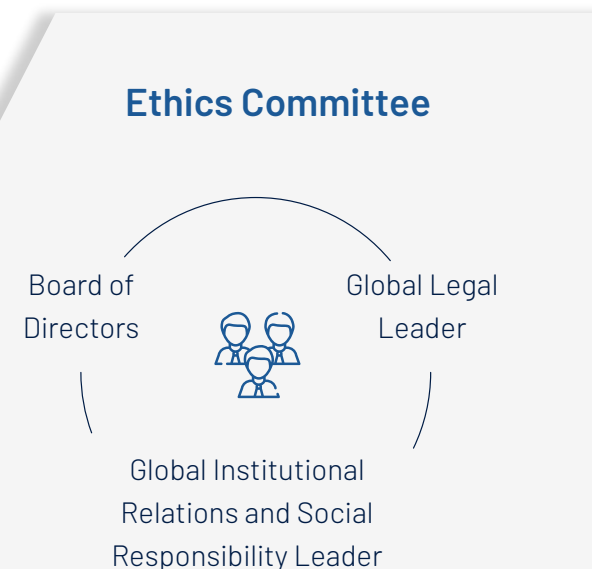 Ethics Committee
Board of
Directors
Global Legal
Leader
Global Institutional
Relations and Social
Responsibility Leader